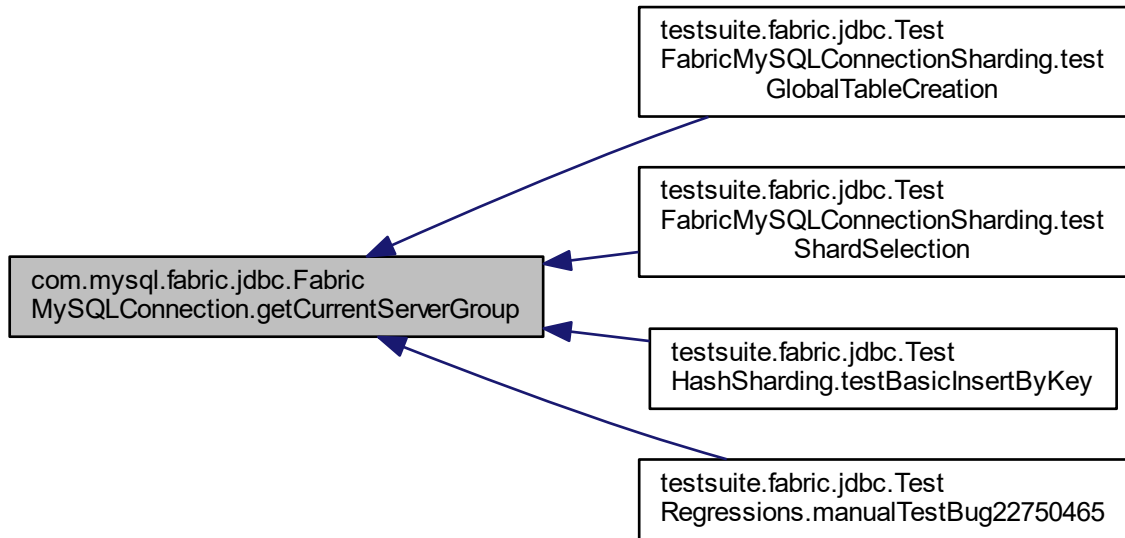 testsuite.fabric.jdbc.Test
FabricMySQLConnectionSharding.test
GlobalTableCreation
testsuite.fabric.jdbc.Test
FabricMySQLConnectionSharding.test
ShardSelection
com.mysql.fabric.jdbc.Fabric
MySQLConnection.getCurrentServerGroup
testsuite.fabric.jdbc.Test
HashSharding.testBasicInsertByKey
testsuite.fabric.jdbc.Test
Regressions.manualTestBug22750465